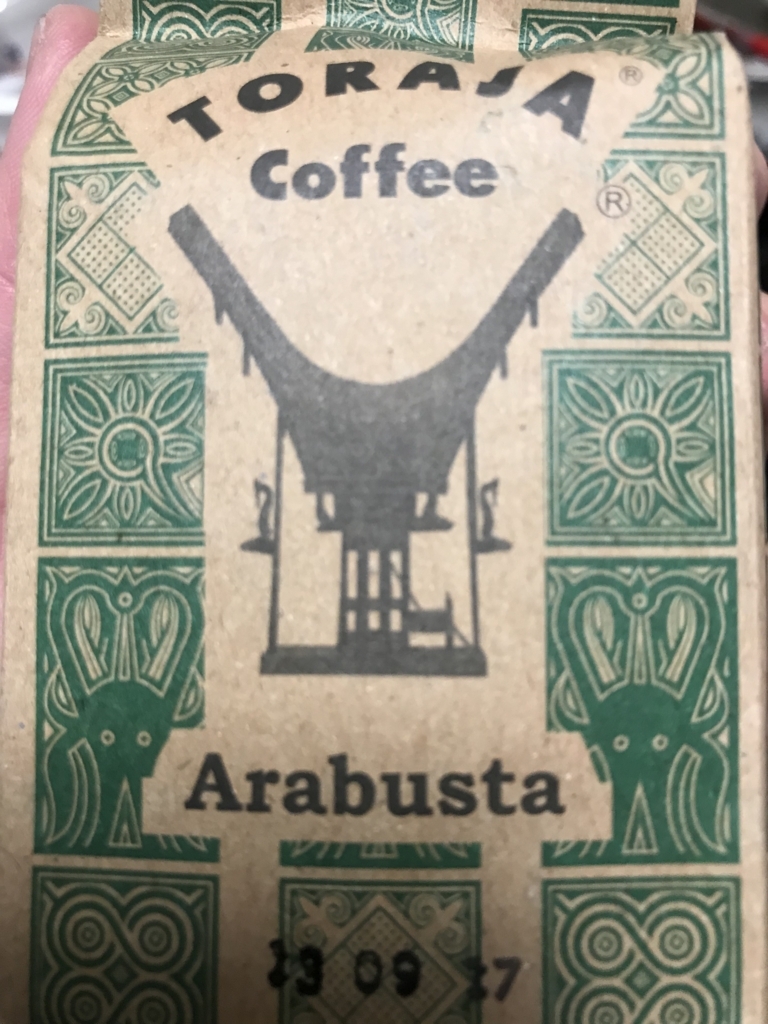 TORAJA ®
Coffee
®
Arabusta
09